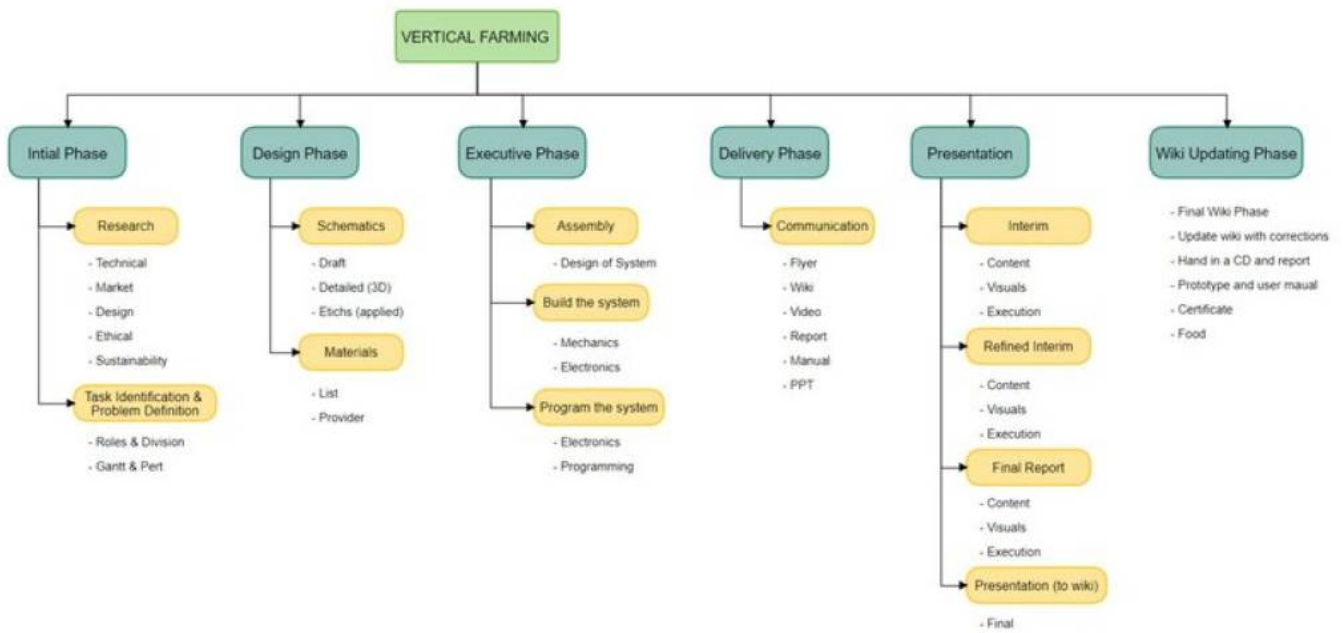 VERTICAL FARMING
Intial Phase
Research
- Technical
- Market
- Design
- Ethical
- Sustainability
Task Identification &
Problem Definition
- Roles & Division
- Gantt & Pert
Design Phase
Schematics
- Draft
- Detailed (3D)
- Etichs (applied)
Materials
- List
- Provider
Executive Phase
Assembly
- Design of System
Build the system
- Mechanics
- Electronics
Program the system
- Electronics
- Programming
Delivery Phase
Communication
- Flyer
- Wiki
- Video
- Report
- Manual
- PPT
Presentation
Interim
- Content
- Visuals
- Execution
Refined Interim
- Content
- Visuals
- Execution
Final Report
- Content
- Visuals
- Execution
Presentation (to wiki)
- Final
Wiki Updating Phase
- Final Wiki Phase
- Update wiki with corrections
- Hand in a CD and report
- Prototype and user maual
- Certificate
- Food